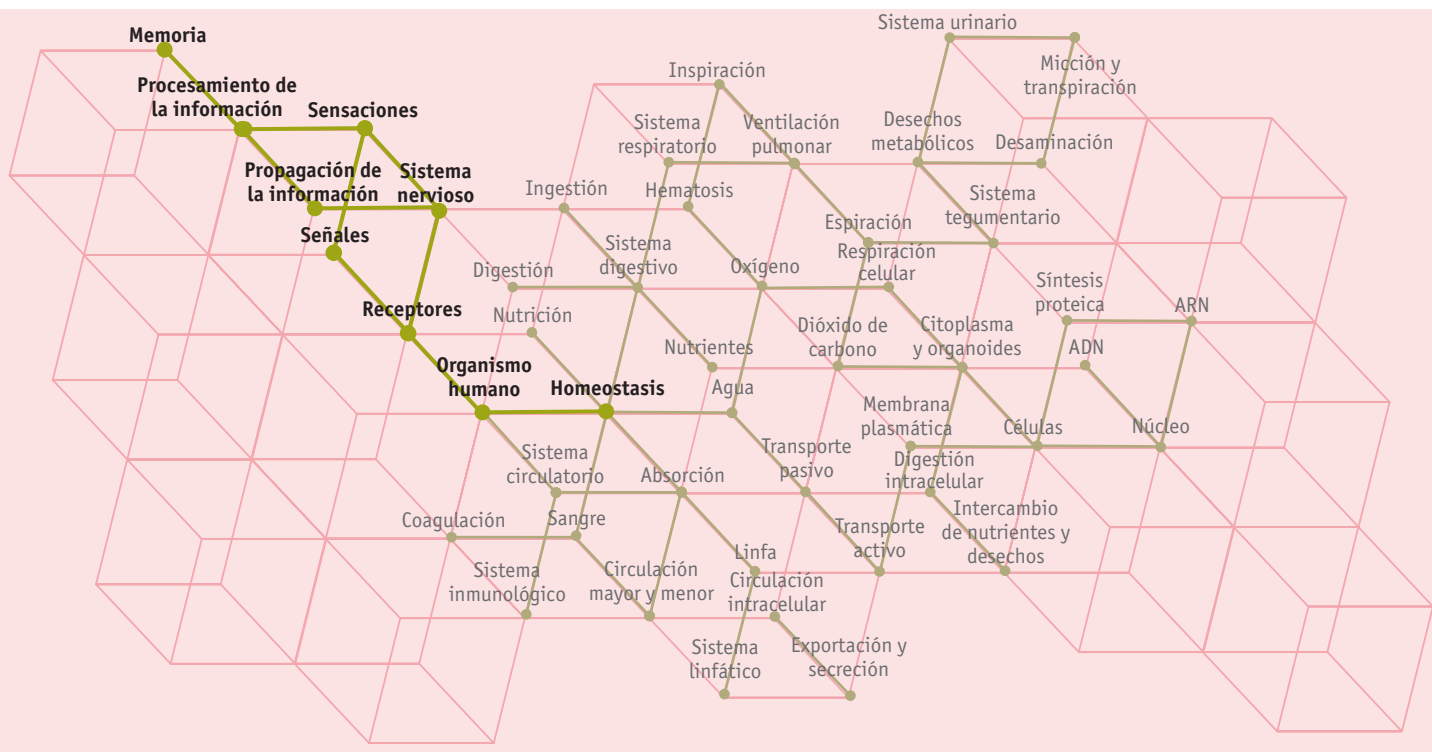 Sistema urinario
Memoria
Micción y
transpiración
Inspiración
Procesamiento de
la información
Sensaciones
Sistema
respiratorio
Ventilación
pulmonar
Desechos
metabólicos
Desaminación
Propagación de
la información
Sistema
nervioso
Ingestión
Hematosis
Sistema
tegumentario
Espiración
Señales
Sistema
digestivo
Oxígeno
Respiración
celular
Digestión
Síntesis
proteica
ARN
Receptores
Nutrición
Dióxido de
carbono
Citoplasma
y organoides
Nutrientes
ADN
Organismo
humano
Homeostasis
Agua
Membrana
plasmática
Células
Núcleo
Sistema
circulatorio
Absorción
Transporte
pasivo
Digestión
intracelular
Coagulación
Sangre
Transporte
activo
Intercambio
de nutrientes y
desechos
Linfa
Sistema
inmunológico
Circulación
mayor y menor
Circulación
intracelular
Sistema
linfático
Exportación y
secreción